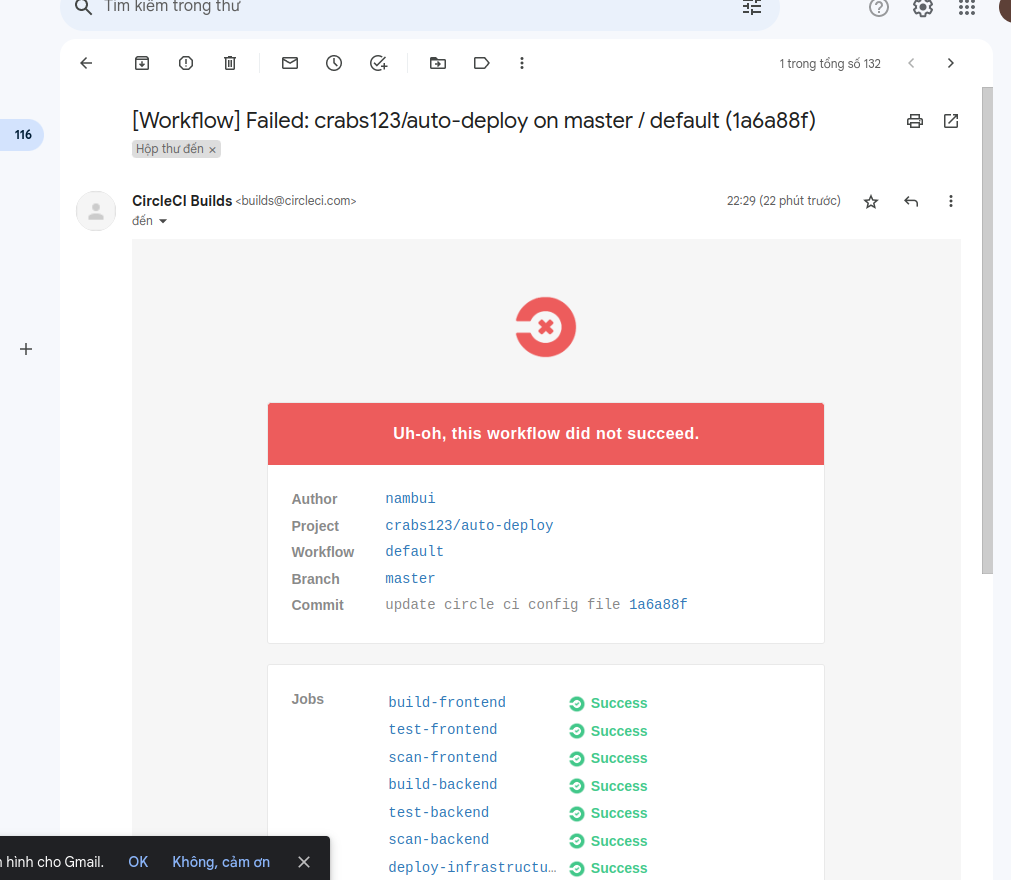 Tìm kiếm trong thư
1 trong tổng số 132
116
[Workflow] Failed: crabs123/auto-deploy on master / default (1a6a88f)
Hộp thư đến ×
CircleCI Builds <builds@circleci.com>
22:29 (22 phút trước)
đến
Uh-oh, this workflow did not succeed.
Author nambui
Project crabs123/auto-deploy
Workflow default
Branch master
Commit update circle ci config file 1a6a88f
Jobs
build-frontend Success
test-frontend Success
scan-frontend Success
build-backend Success
test-backend Success
scan-backend Success
deploy-infrastructu… Success
hình cho Gmail. OK Không, cảm ơn